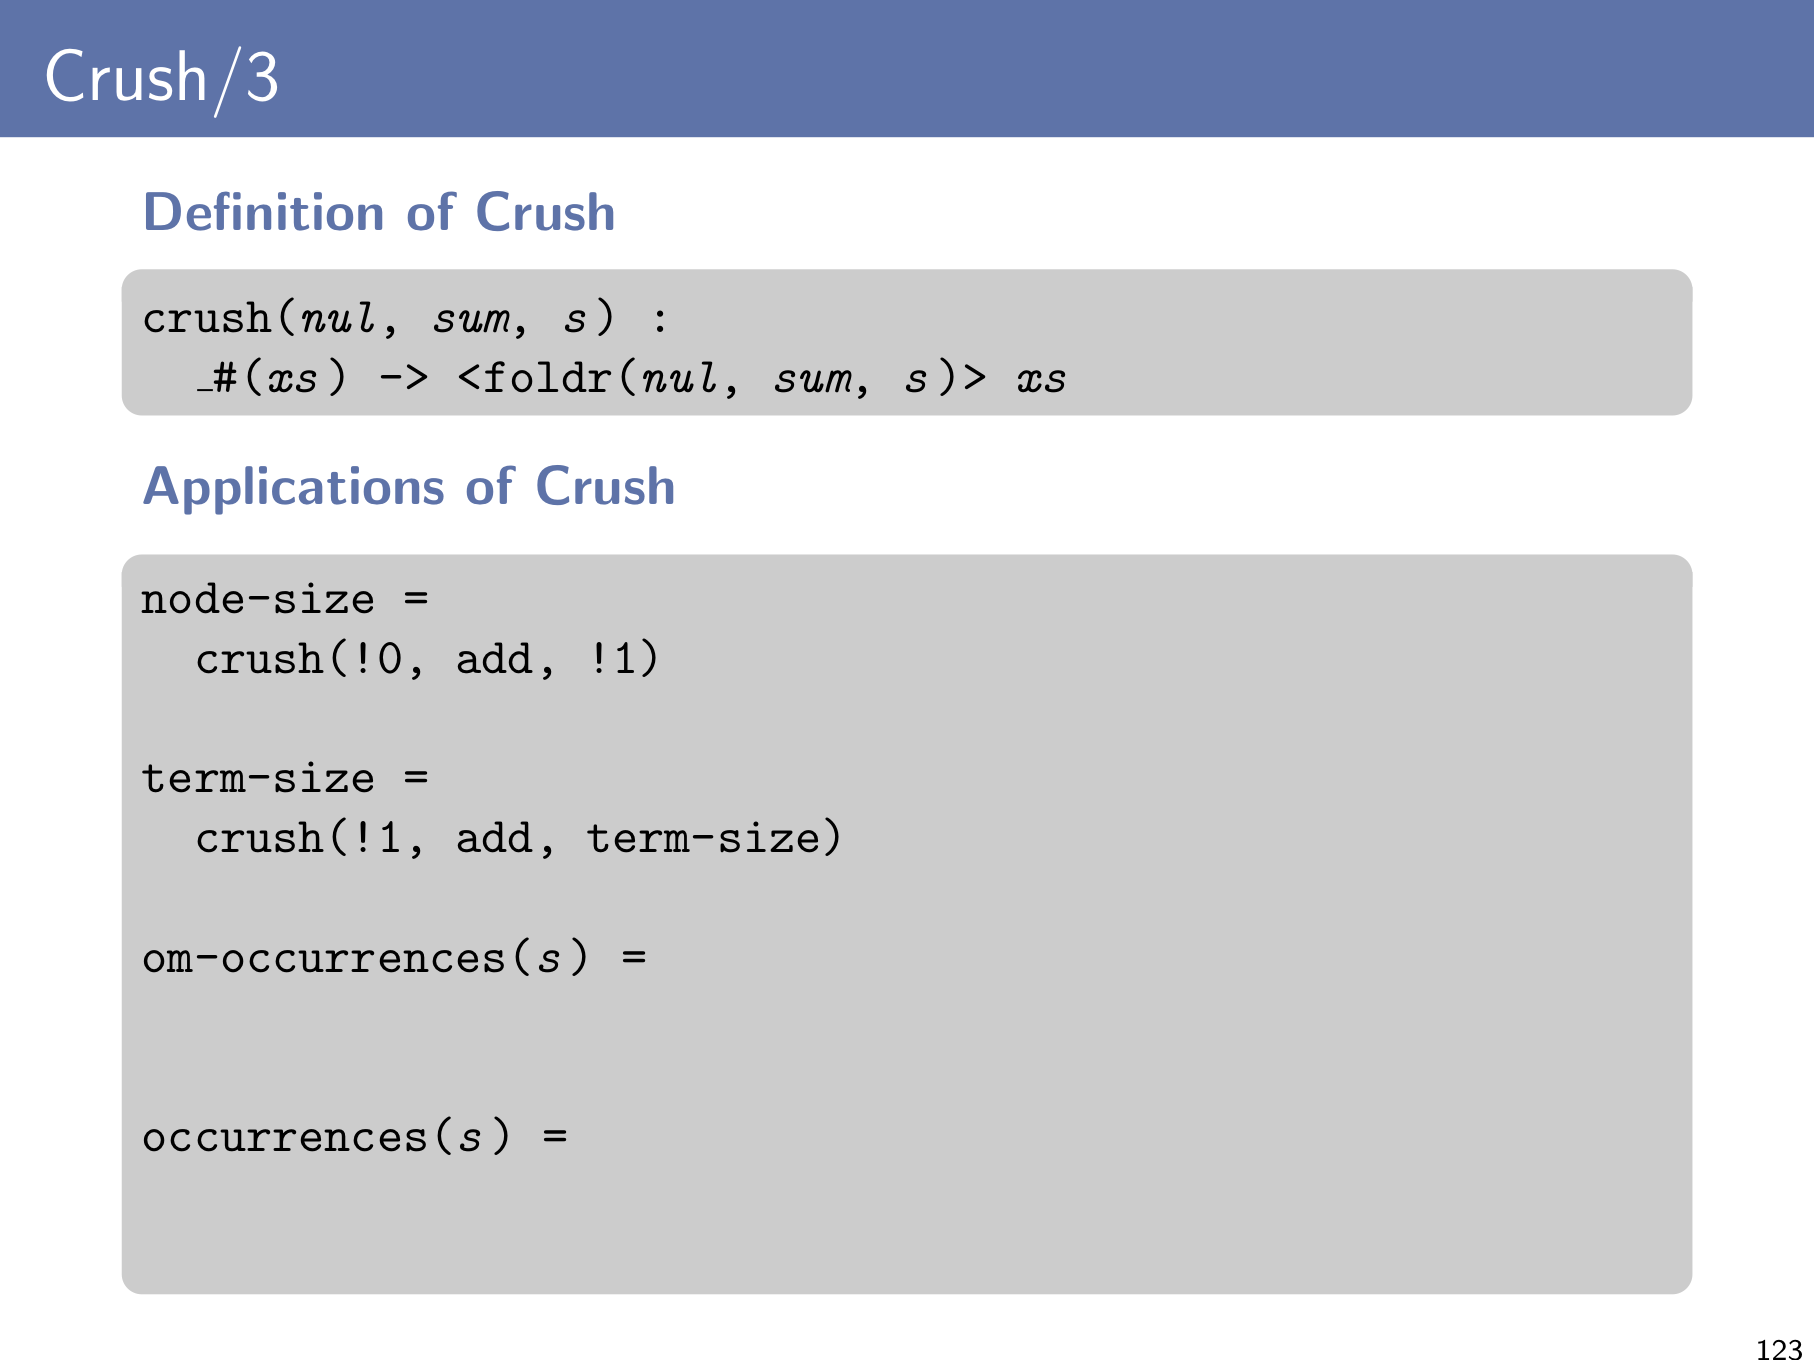 Crush/3
Definition of Crush
crush(nul, sum, s) :
  _#(xs) -> <foldr(nul, sum, s)> xs
Applications of Crush
node-size =
  crush(!0, add, !1)
term-size =
  crush(!1, add, term-size)
om-occurrences(s) =
occurrences(s) =
123